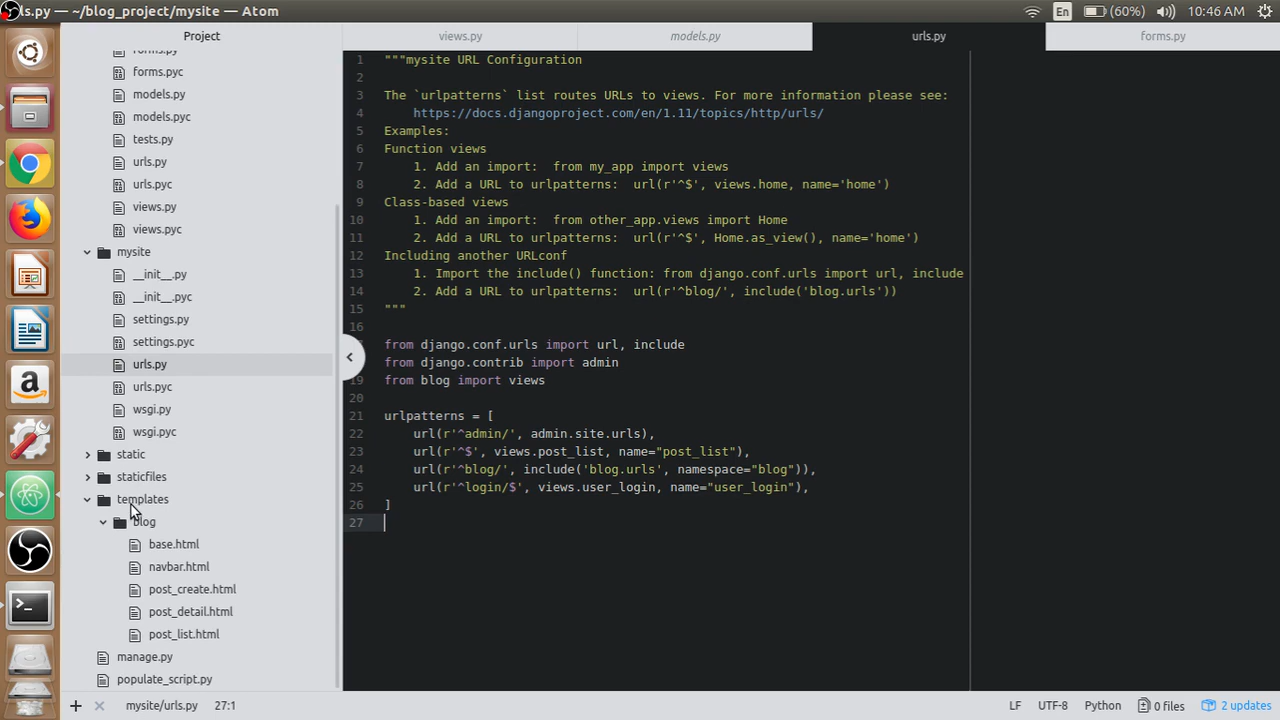 ls.py — ~/blog_project/mysite — Atom
En
(60%)
10:46 AM
Project
views.py
models.py
urls.py
forms.py
forms.py
forms.pyc
models.py
models.pyc
tests.py
urls.py
urls.pyc
views.py
views.pyc
mysite
__init__.py
__init__.pyc
settings.py
settings.pyc
urls.py
urls.pyc
wsgi.py
wsgi.pyc
static
staticfiles
templates
blog
base.html
navbar.html
post_create.html
post_detail.html
post_list.html
manage.py
populate_script.py
1 """mysite URL Configuration
2
3 The `urlpatterns` list routes URLs to views. For more information please see:
4 https://docs.djangoproject.com/en/1.11/topics/http/urls/
5 Examples:
6 Function views
7 1. Add an import:  from my_app import views
8 2. Add a URL to urlpatterns:  url(r'^$', views.home, name='home')
9 Class-based views
10 1. Add an import:  from other_app.views import Home
11 2. Add a URL to urlpatterns:  url(r'^$', Home.as_view(), name='home')
12 Including another URLconf
13 1. Import the include() function: from django.conf.urls import url, include
14 2. Add a URL to urlpatterns:  url(r'^blog/', include('blog.urls'))
15 """
16
from django.conf.urls import url, include
from django.contrib import admin
19 from blog import views
20
21 urlpatterns = [
22 url(r'^admin/', admin.site.urls),
23 url(r'^$', views.post_list, name="post_list"),
24 url(r'^blog/', include('blog.urls', namespace="blog")),
25 url(r'^login/$', views.user_login, name="user_login"),
26 ]
27
mysite/urls.py 27:1
LF UTF-8 Python 0 files 2 updates